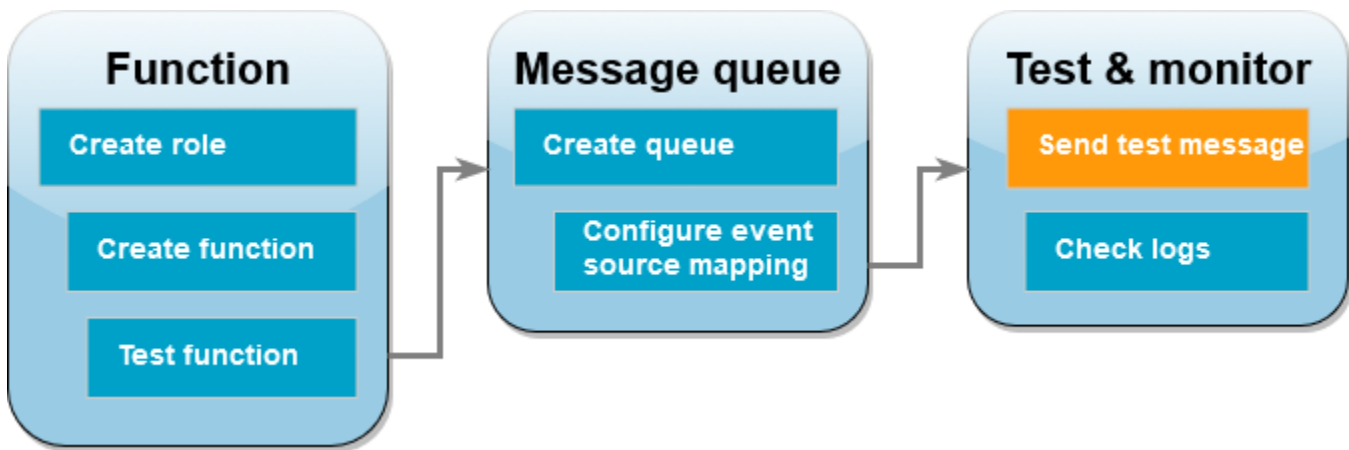 Function
Create role
Create function
Test function
Message queue
Create queue
Configure event
source mapping
Test & monitor
Send test message
Check logs